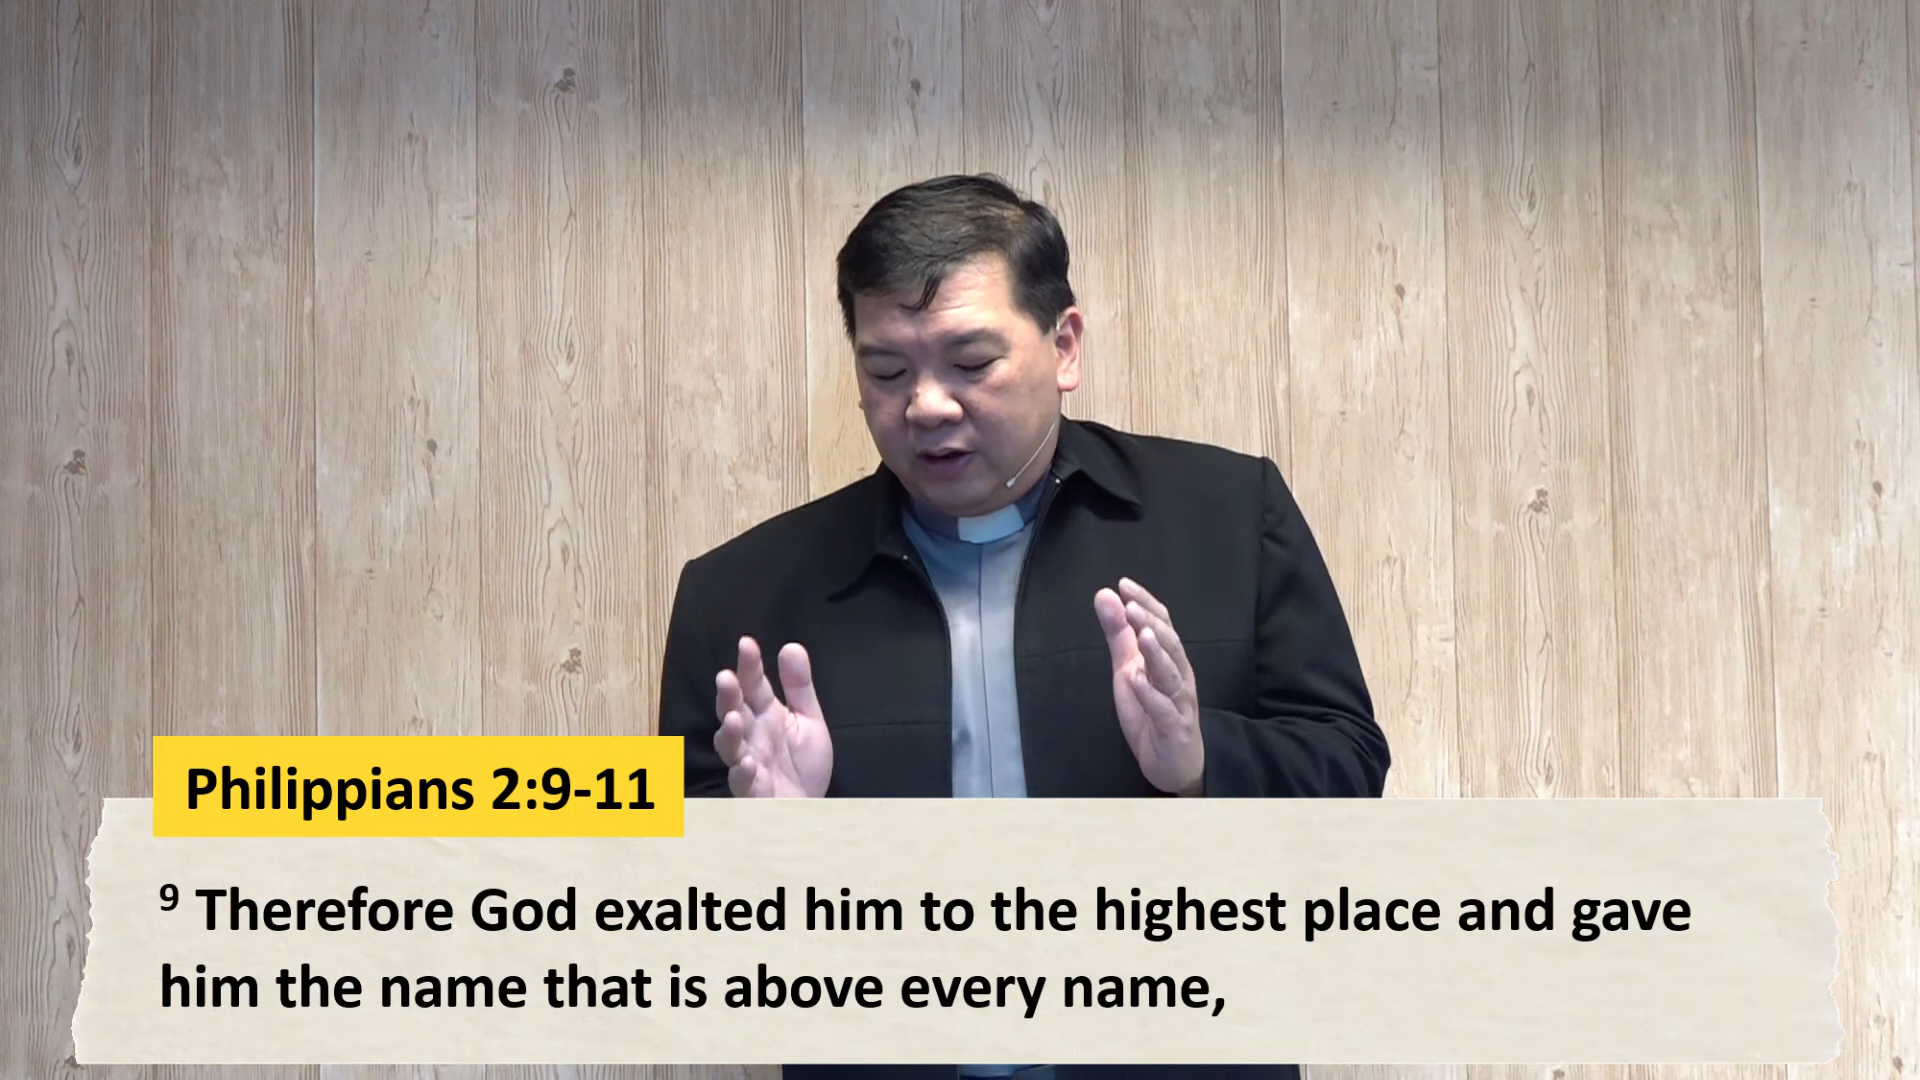 Philippians 2:9-11
9 Therefore God exalted him to the highest place and gave
him the name that is above every name,